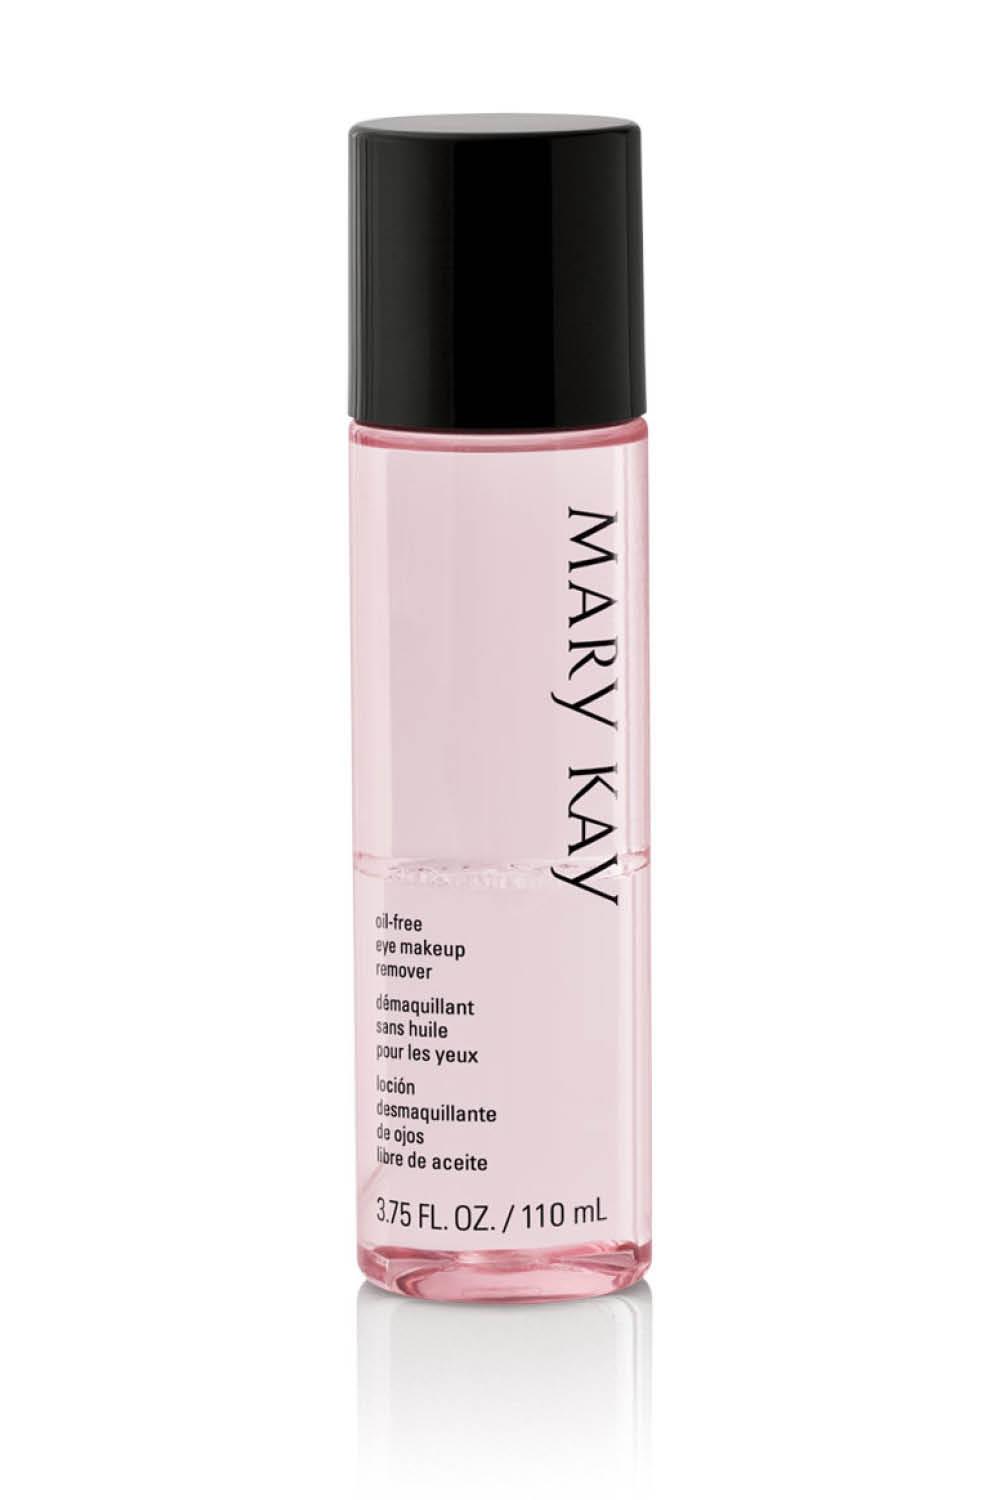 MARY KAY
oil-free
eye makeup
remover
démaquillant
sans huile
pour les yeux
loción
desmaquillante
de ojos
libre de aceite
3.75 FL. OZ. / 110 mL